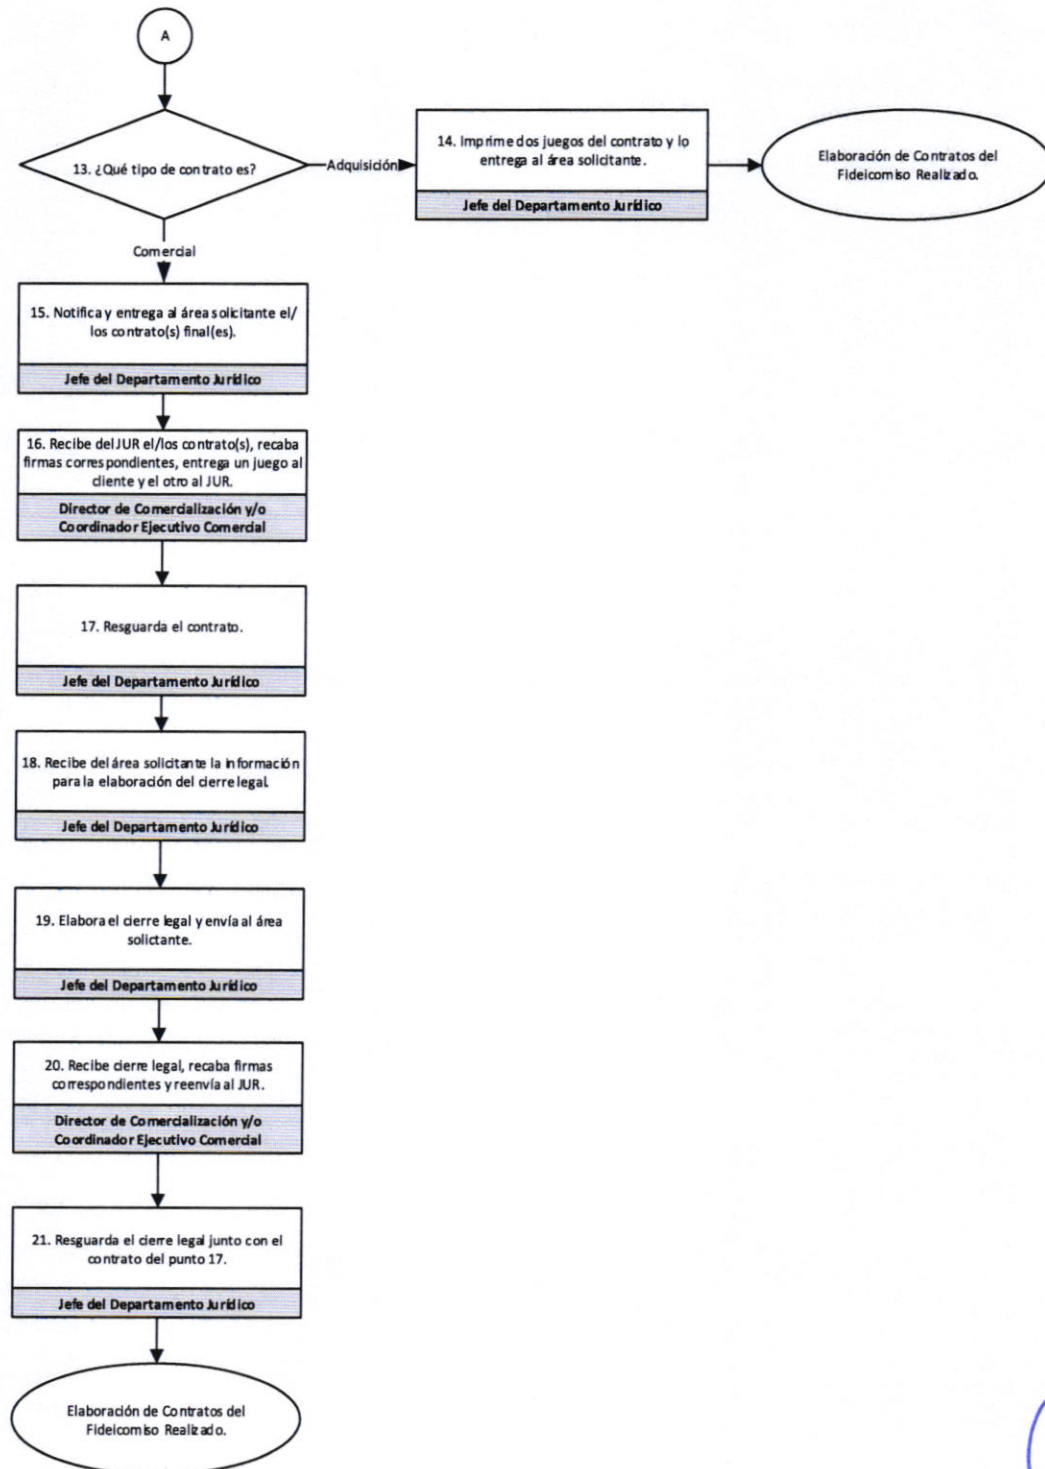 A
13. ¿Qué tipo de contrato es?
Adquisición
14. Imprime dos juegos del contrato y lo
entrega al área solicitante.
Jefe del Departamento Jurídico
Elaboración de Contratos del
Fideicomiso Realizado.
Comercial
15. Notifica y entrega al área solicitante el/
los contrato(s) final(es).
Jefe del Departamento Jurídico
16. Recibe del JUR el/los contrato(s), recaba
firmas correspondientes, entrega un juego al
cliente y el otro al JUR.
Director de Comercialización y/o
Coordinador Ejecutivo Comercial
17. Resguarda el contrato.
Jefe del Departamento Jurídico
18. Recibe del área solicitante la información
para la elaboración del cierre legal.
Jefe del Departamento Jurídico
19. Elabora el cierre legal y envía al área
solictante.
Jefe del Departamento Jurídico
20. Recibe cierre legal, recaba firmas
correspondientes y reenvía al JUR.
Director de Comercialización y/o
Coordinador Ejecutivo Comercial
21. Resguarda el cierre legal junto con el
contrato del punto 17.
Jefe del Departamento Jurídico
Elaboración de Contratos del
Fideicomiso Realizado.